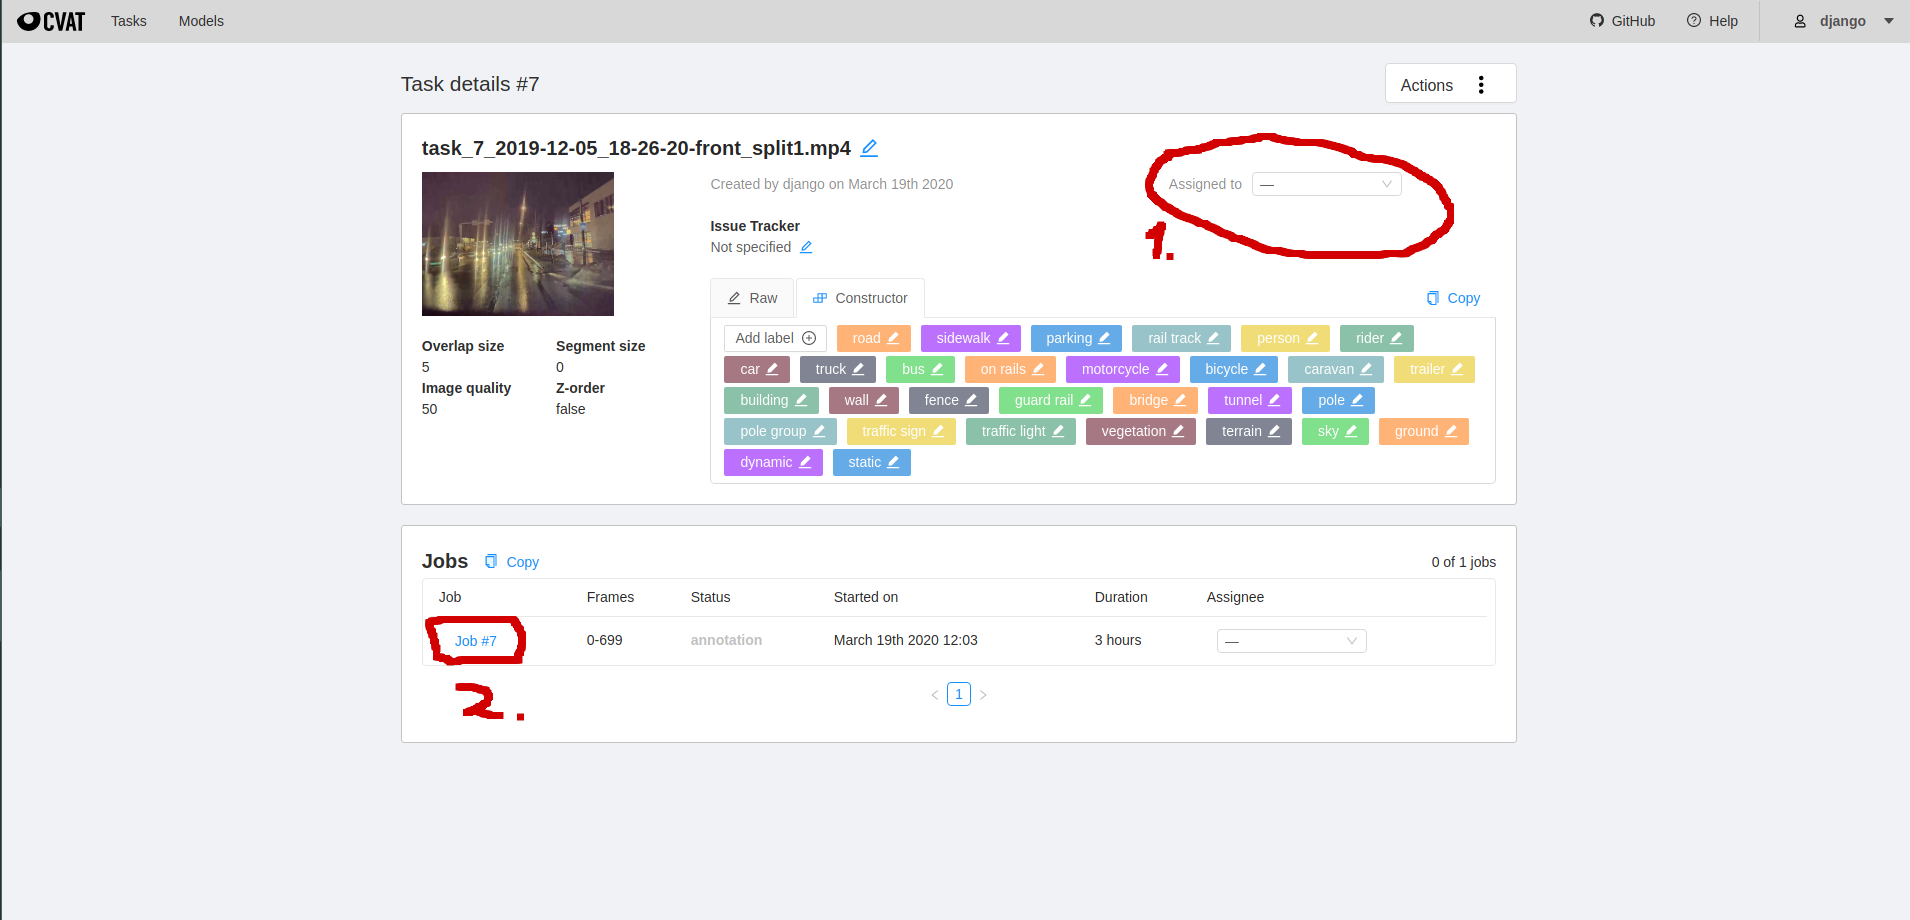 CVAT Tasks Models GitHub Help django
Task details #7 Actions
task_7_2019-12-05_18-26-20-front_split1.mp4
Created by django on March 19th 2020 Assigned to —
Issue Tracker
Not specified
1.
Raw Constructor Copy
Add label road sidewalk parking rail track person rider
car truck bus on rails motorcycle bicycle caravan trailer
building wall fence guard rail bridge tunnel pole
pole group traffic sign traffic light vegetation terrain sky ground
dynamic static
Overlap size Segment size
5 0
Image quality Z-order
50 false
Jobs Copy 0 of 1 jobs
Job Frames Status Started on Duration Assignee
Job #7 0-699 annotation March 19th 2020 12:03 3 hours —
2.
< 1 >